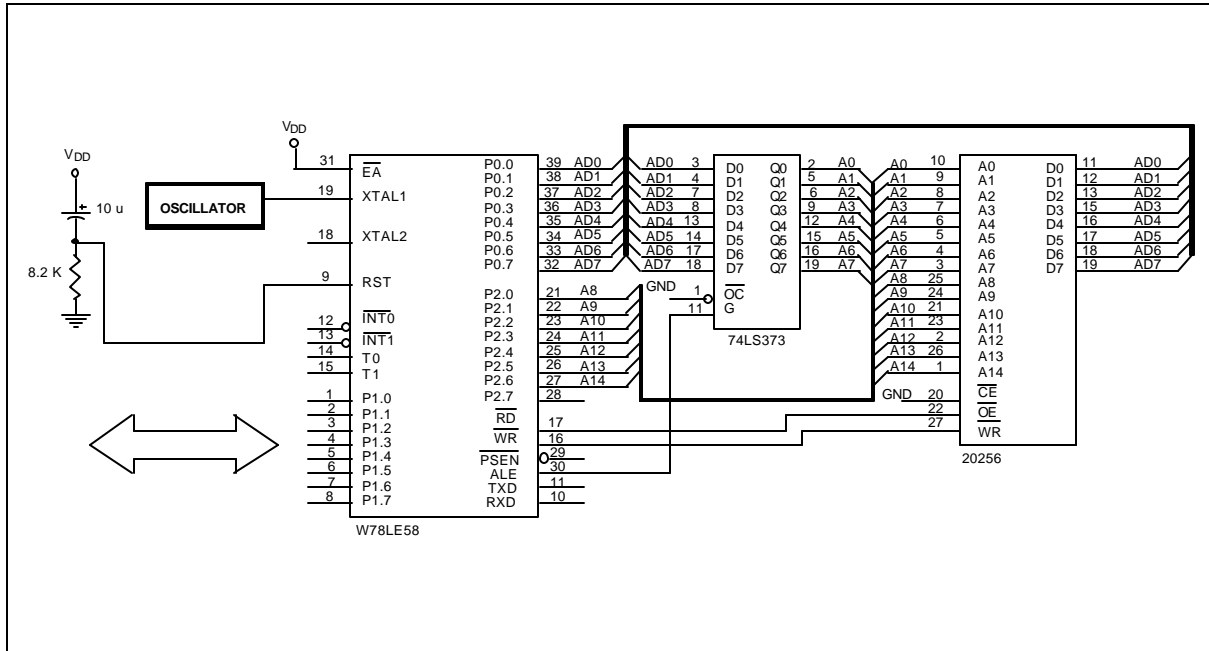 VDD
10 u
8.2 K
OSCILLATOR
VDD
31 EA
19 XTAL1
18 XTAL2
9 RST
12 INT0
13 INT1
14 T0
15 T1
1 P1.0
2 P1.1
3 P1.2
4 P1.3
5 P1.4
6 P1.5
7 P1.6
8 P1.7
P0.0 39 AD0
P0.1 38 AD1
P0.2 37 AD2
P0.3 36 AD3
P0.4 35 AD4
P0.5 34 AD5
P0.6 33 AD6
P0.7 32 AD7
P2.0 21 A8
P2.1 22 A9
P2.2 23 A10
P2.3 24 A11
P2.4 25 A12
P2.5 26 A13
P2.6 27 A14
P2.7 28
RD 17
WR 16
PSEN 29
ALE 30
TXD 11
RXD 10
W78LE58
AD0 3 D0 Q0 2 A0
AD1 4 D1 Q1 5 A1
AD2 7 D2 Q2 6 A2
AD3 8 D3 Q3 9 A3
AD4 13 D4 Q4 12 A4
AD5 14 D5 Q5 15 A5
AD6 17 D6 Q6 16 A6
AD7 18 D7 Q7 19 A7
GND 1 OC
11 G
74LS373
A0 10 A0
A1 9 A1
A2 8 A2
A3 7 A3
A4 6 A4
A5 5 A5
A6 4 A6
A7 3 A7
A8 25 A8
A9 24 A9
A10 21 A10
A11 23 A11
A12 2 A12
A13 26 A13
A14 1 A14
GND 20 CE
22 OE
27 WR
D0 11 AD0
D1 12 AD1
D2 13 AD2
D3 15 AD3
D4 16 AD4
D5 17 AD5
D6 18 AD6
D7 19 AD7
20256